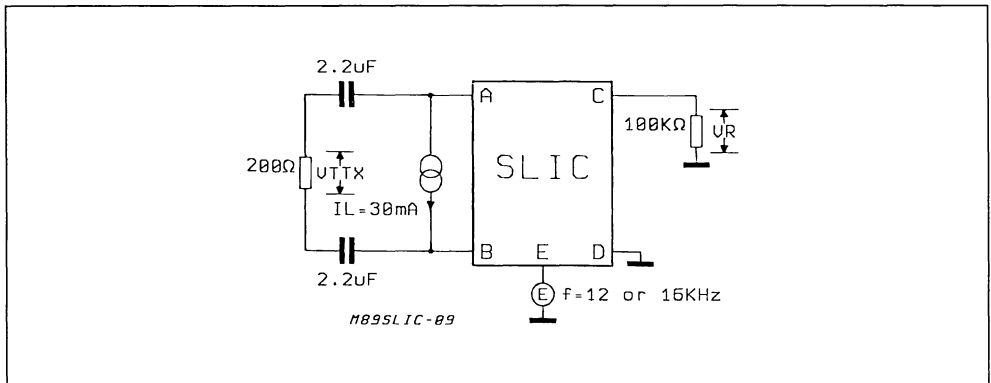 2.2uF
A
C
100KΩ
VR
200Ω
VTTX
SLIC
IL=30mA
B
E
D
2.2uF
E
f=12 or 16KHz
M89SLIC-09